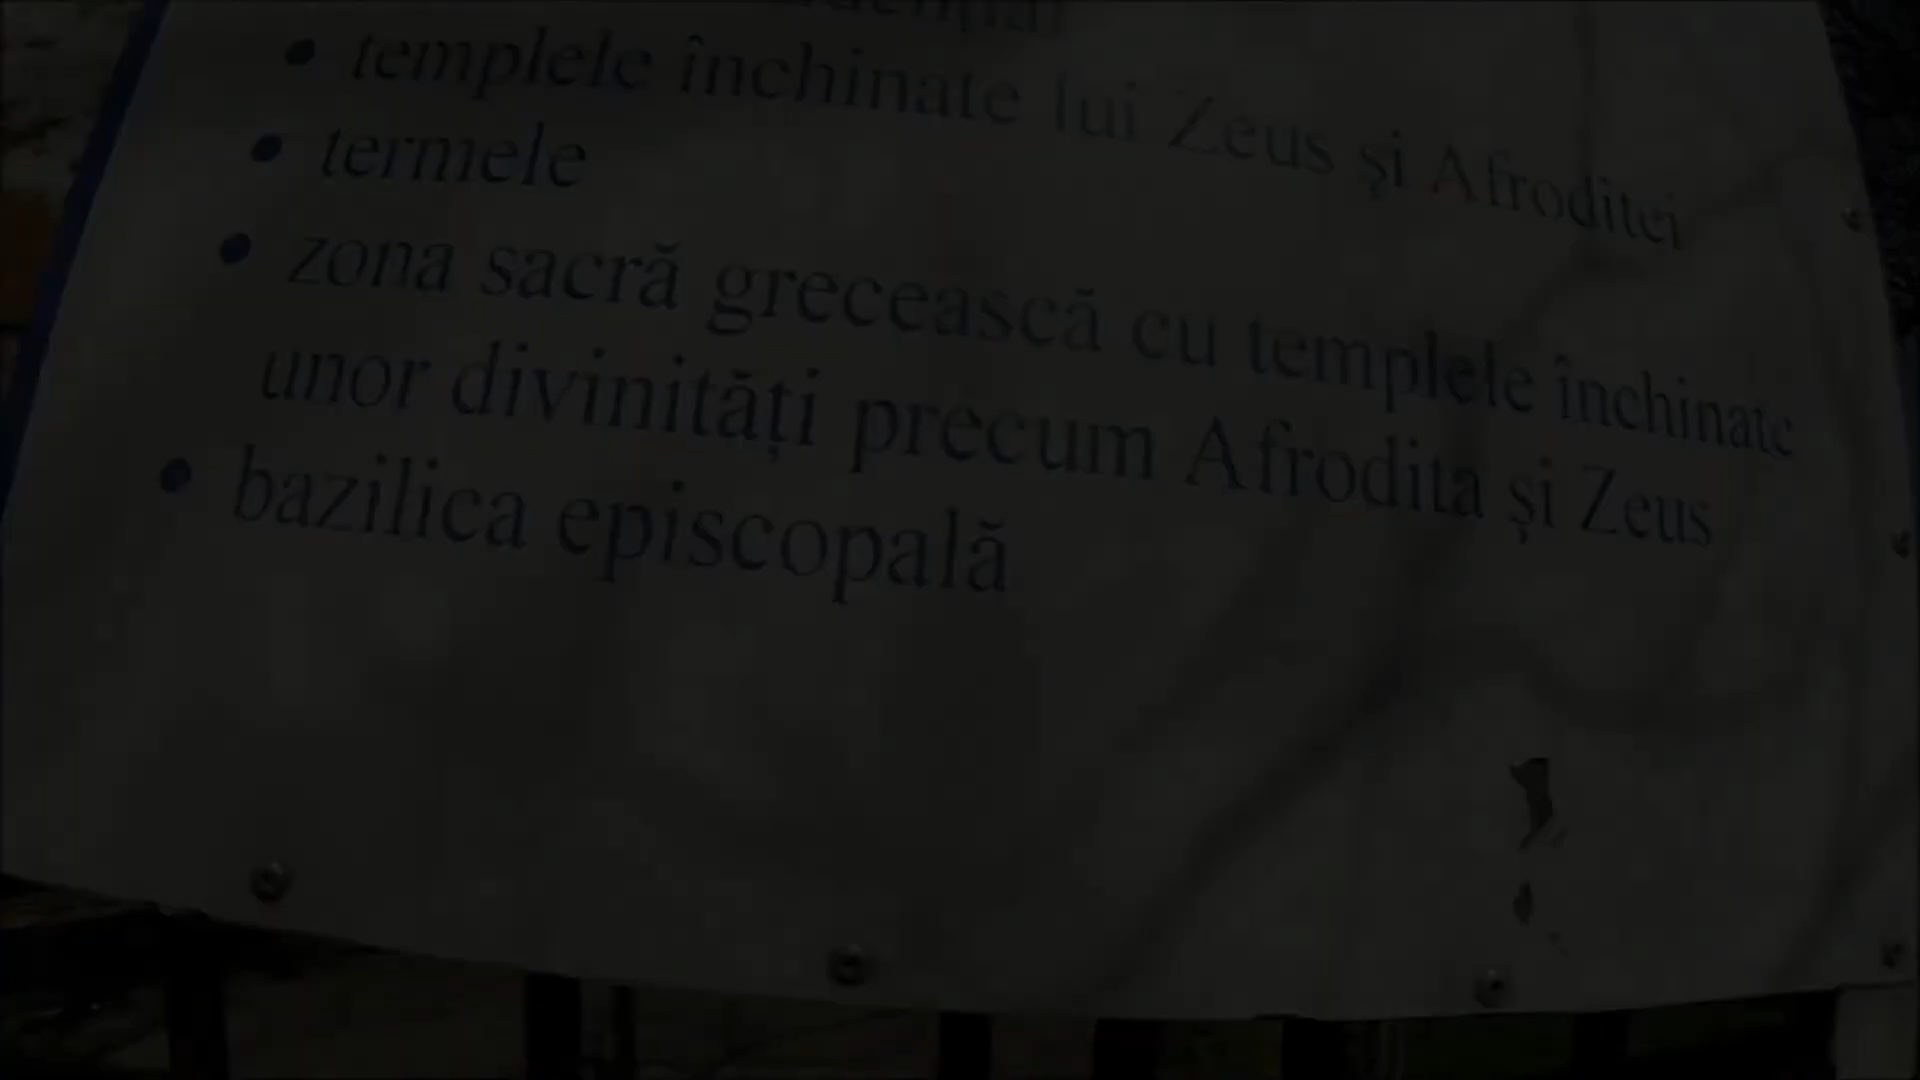 • templele închinate lui Zeus și Afroditei
• termele
• zona sacră grecească cu templele închinate
unor divinități precum Afrodita și Zeus
• bazilica episcopală